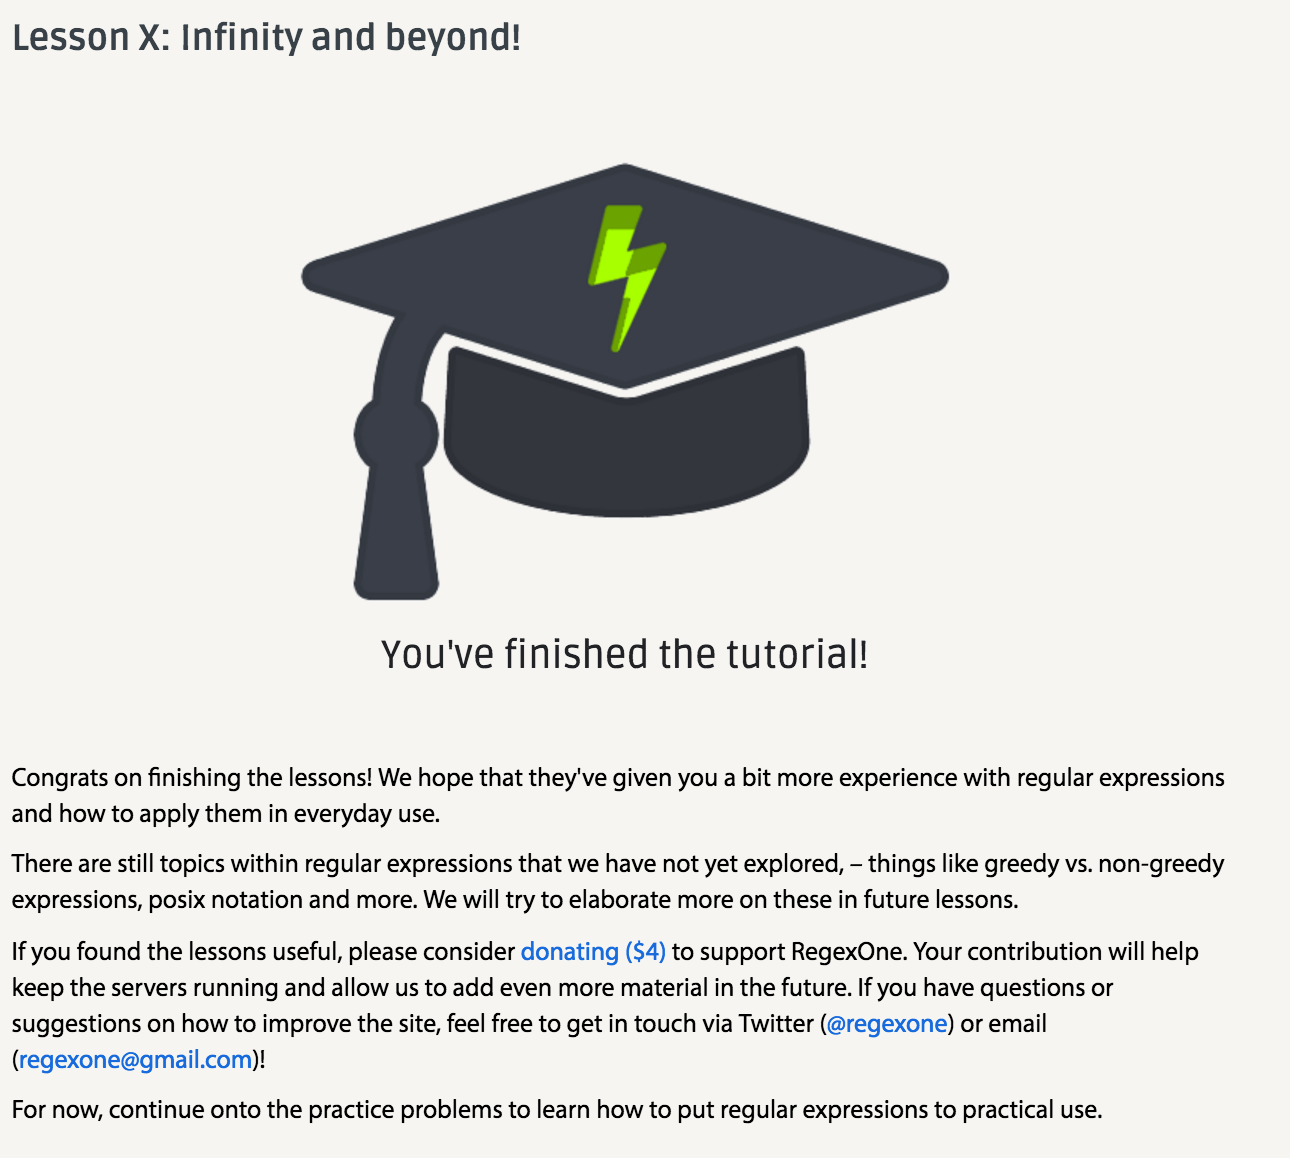 Lesson X: Infinity and beyond!
You've finished the tutorial!
Congrats on finishing the lessons! We hope that they've given you a bit more experience with regular expressions
and how to apply them in everyday use.
There are still topics within regular expressions that we have not yet explored, – things like greedy vs. non-greedy
expressions, posix notation and more. We will try to elaborate more on these in future lessons.
If you found the lessons useful, please consider donating ($4) to support RegexOne. Your contribution will help
keep the servers running and allow us to add even more material in the future. If you have questions or
suggestions on how to improve the site, feel free to get in touch via Twitter (@regexone) or email
(regexone@gmail.com)!
For now, continue onto the practice problems to learn how to put regular expressions to practical use.